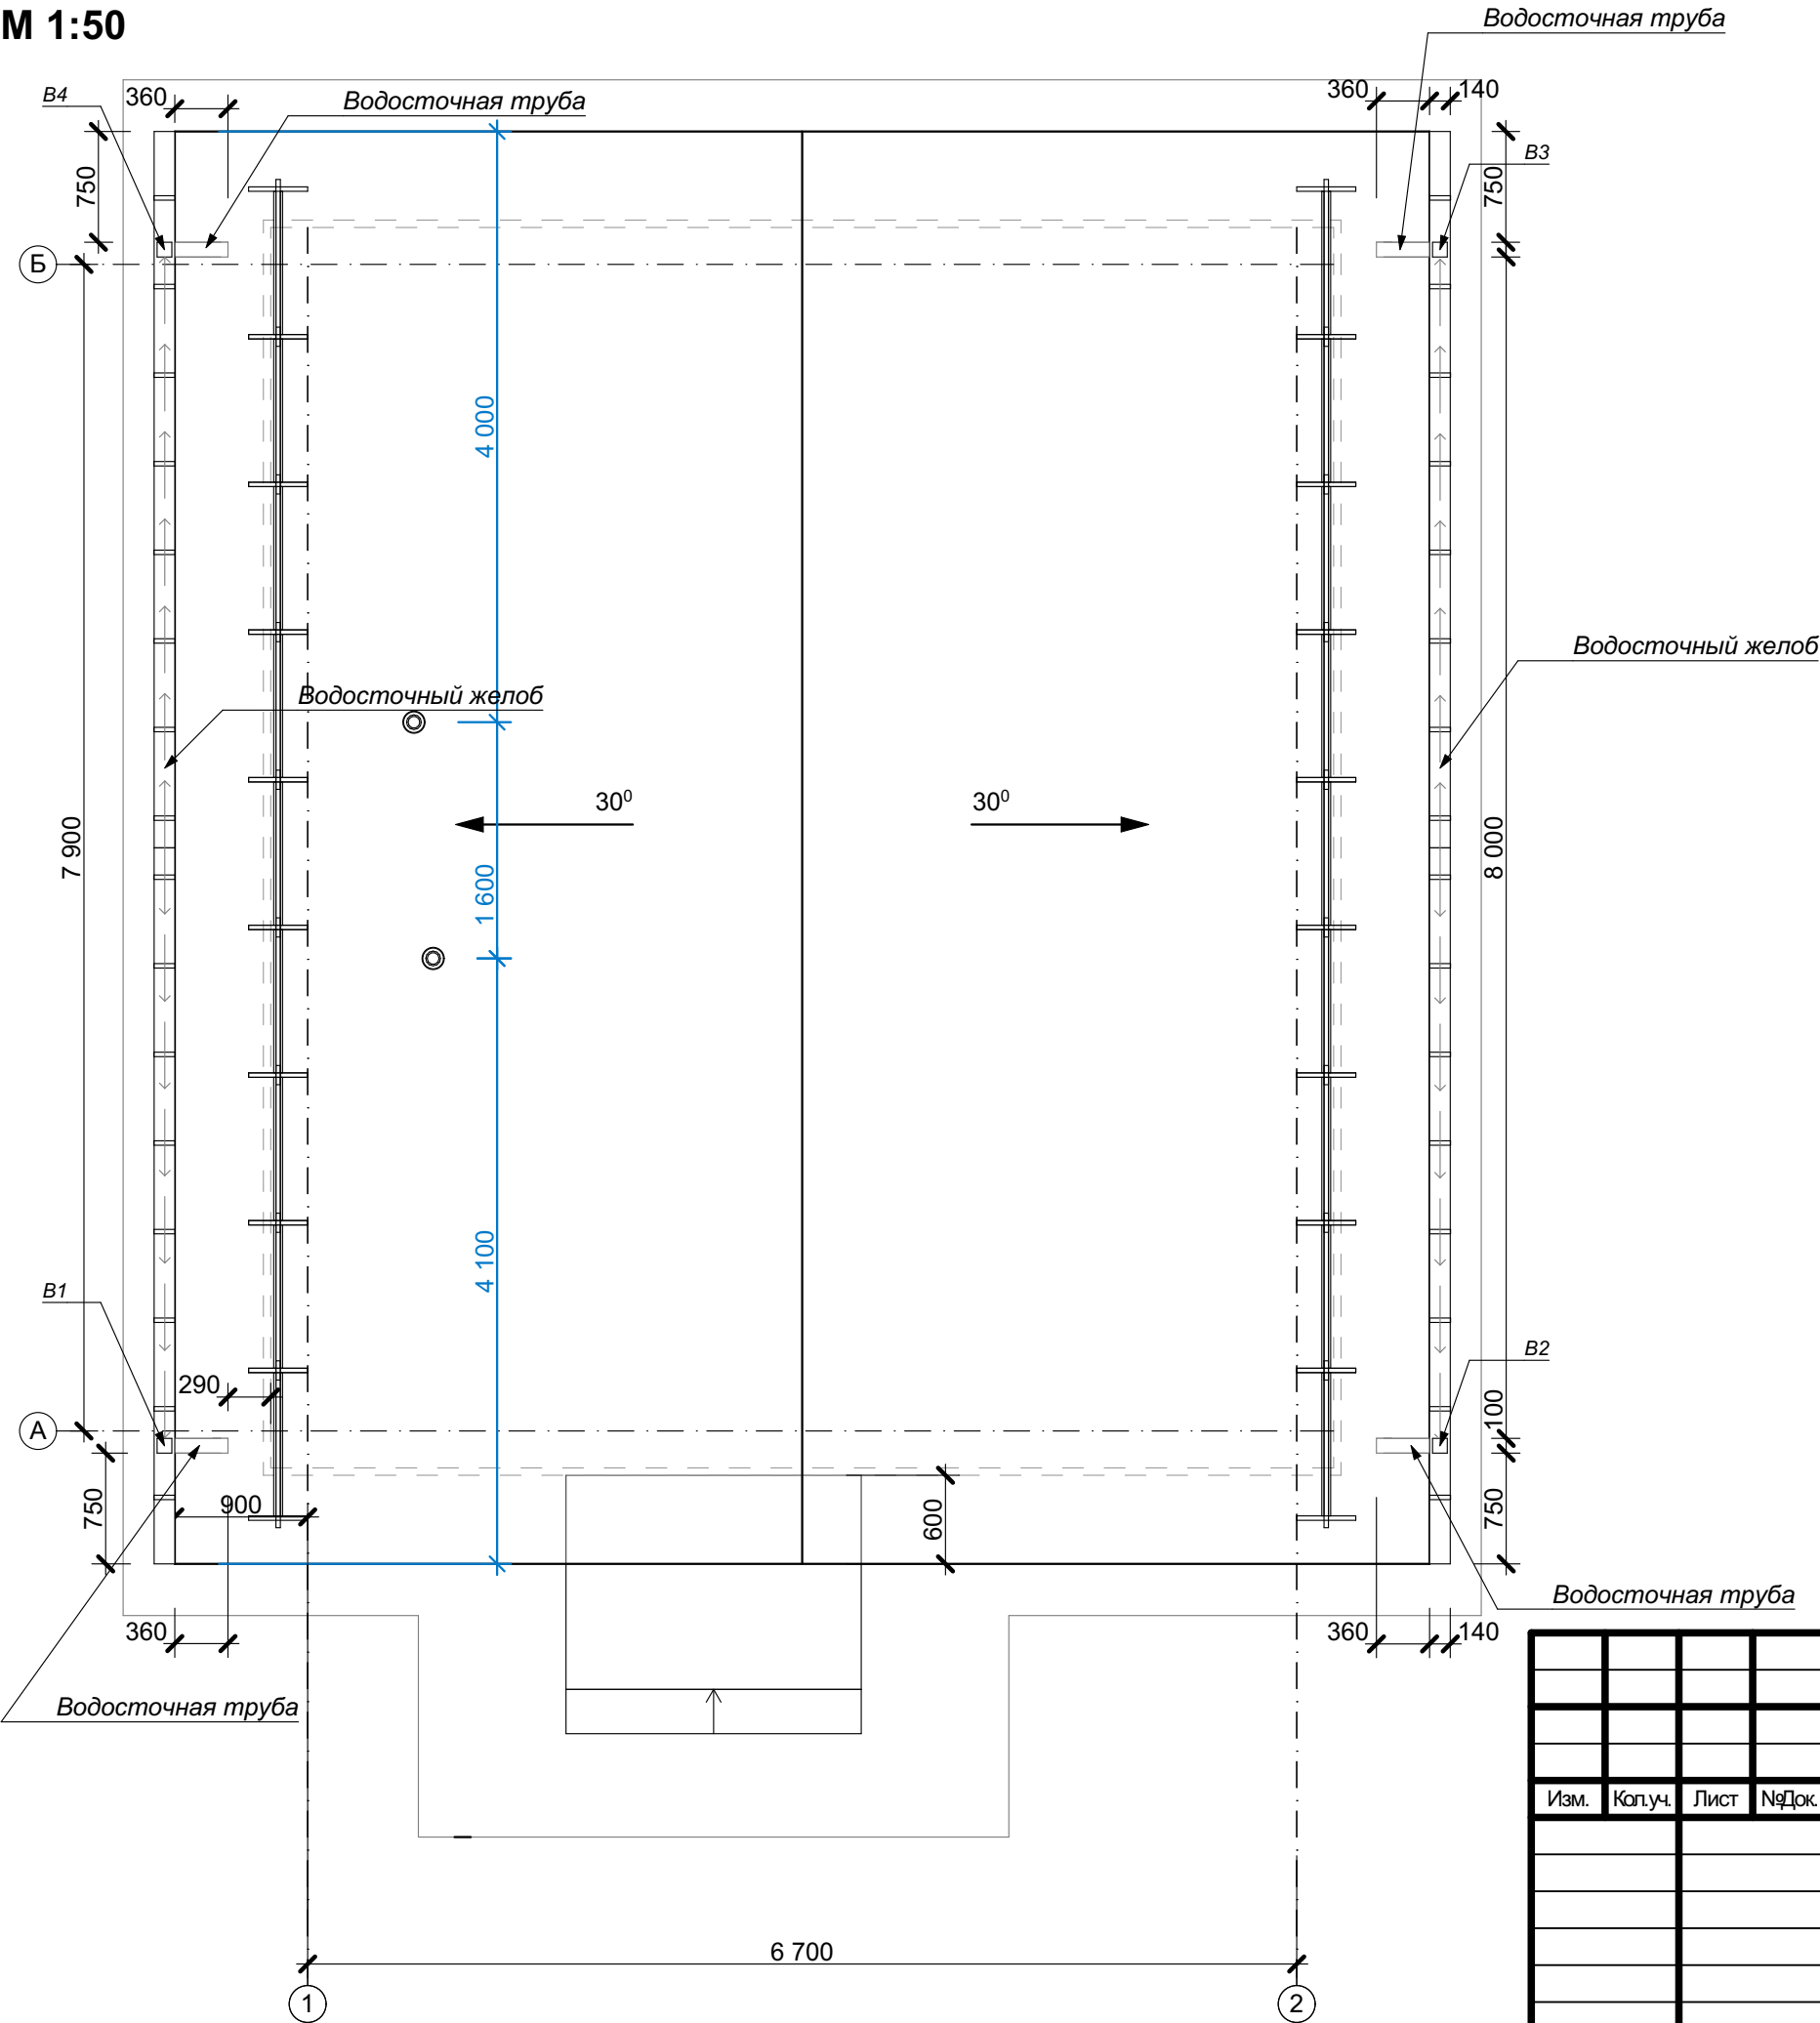 М 1:50
Водосточная труба
В4
360
Водосточная труба
360
140
750
750
В3
Б
4 000
Водосточный желоб
Водосточный желоб
30⁰
30⁰
7 900
8 000
1 600
4 100
В1
В2
290
100
А
750
900
600
750
Водосточная труба
360
360
140
Водосточная труба
Изм.
Кол.уч.
Лист
№Док.
6 700
1
2